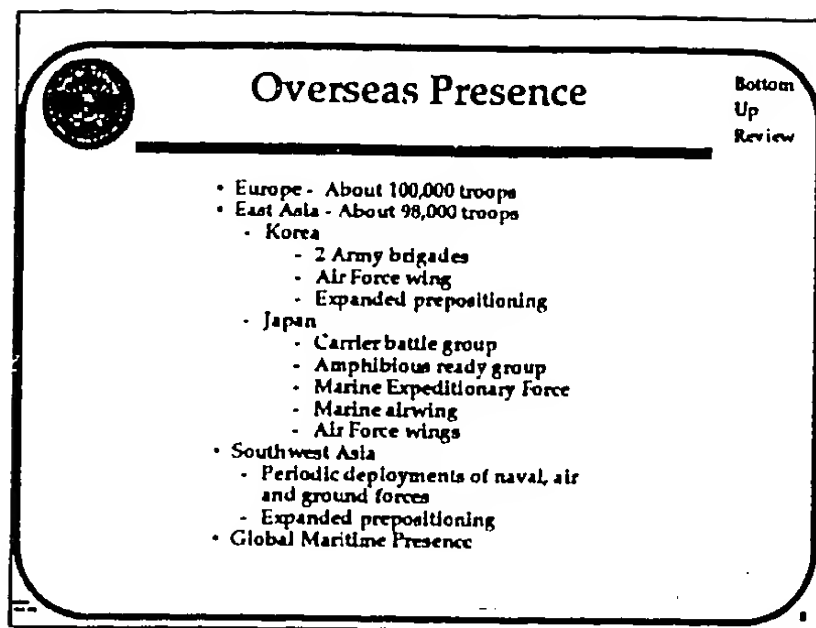 Overseas Presence
Bottom
Up
Review
• Europe - About 100,000 troops
• East Asia - About 98,000 troops
- Korea
- 2 Army brigades
- Air Force wing
- Expanded prepositioning
- Japan
- Carrier battle group
- Amphibious ready group
- Marine Expeditionary Force
- Marine airwing
- Air Force wings
• Southwest Asia
- Periodic deployments of naval, air
and ground forces
- Expanded prepositioning
• Global Maritime Presence